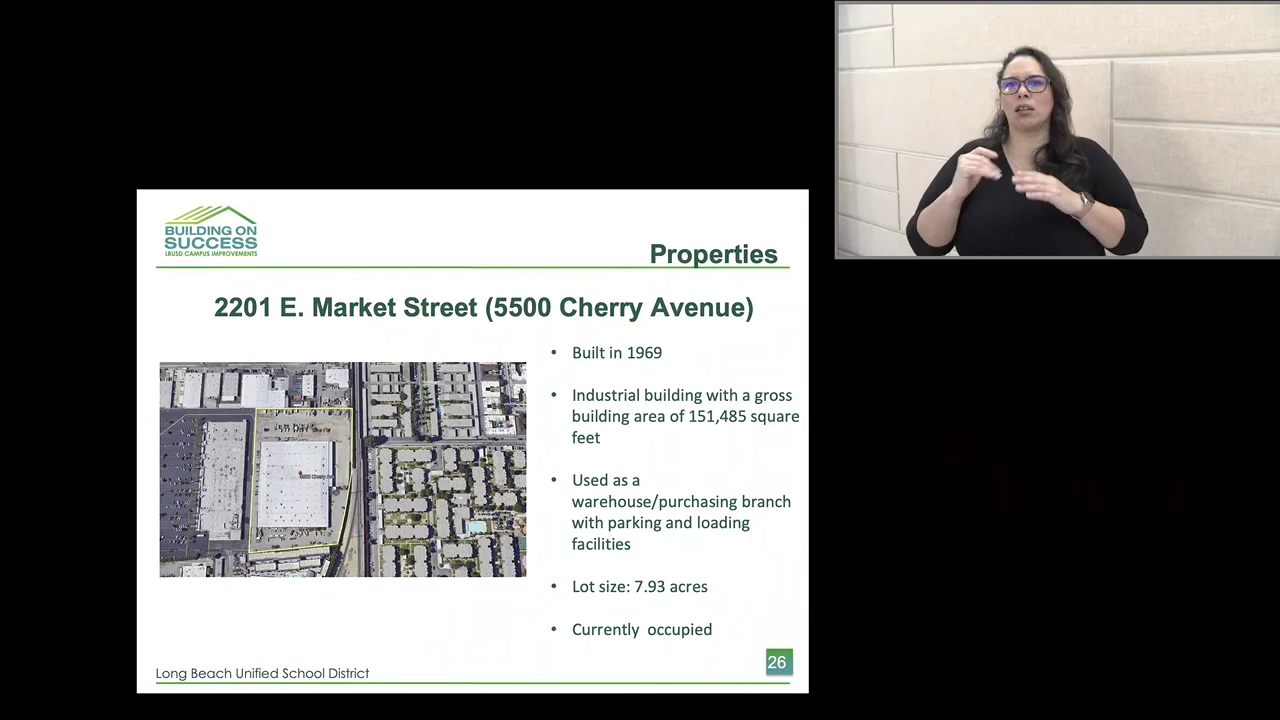 BUILDING ON
SUCCESS
LBUSD CAMPUS IMPROVEMENTS
Properties
2201 E. Market Street (5500 Cherry Avenue)
• Built in 1969
• Industrial building with a gross
building area of 151,485 square
feet
• Used as a
warehouse/purchasing branch
with parking and loading
facilities
• Lot size: 7.93 acres
• Currently occupied
Long Beach Unified School District
26